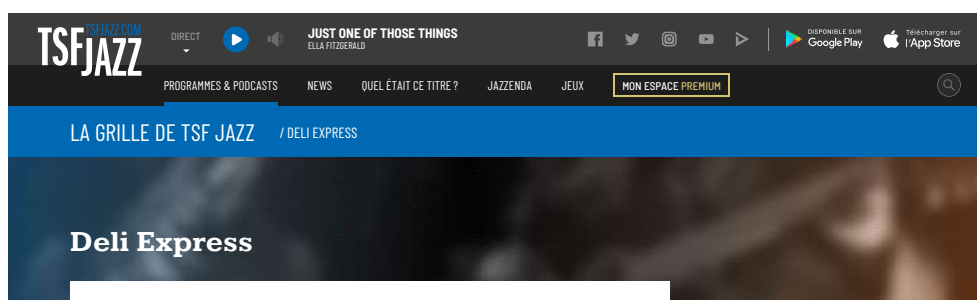 TSFJAZZ.COM
TSF
JAZZ
DIRECT
JUST ONE OF THOSE THINGS
ELLA FITZGERALD
DISPONIBLE SUR
Google Play
Télécharger sur
l'App Store
PROGRAMMES & PODCASTS NEWS QUEL ÉTAIT CE TITRE ? JAZZENDA JEUX MON ESPACE PREMIUM
LA GRILLE DE TSF JAZZ / DELI EXPRESS
Deli Express